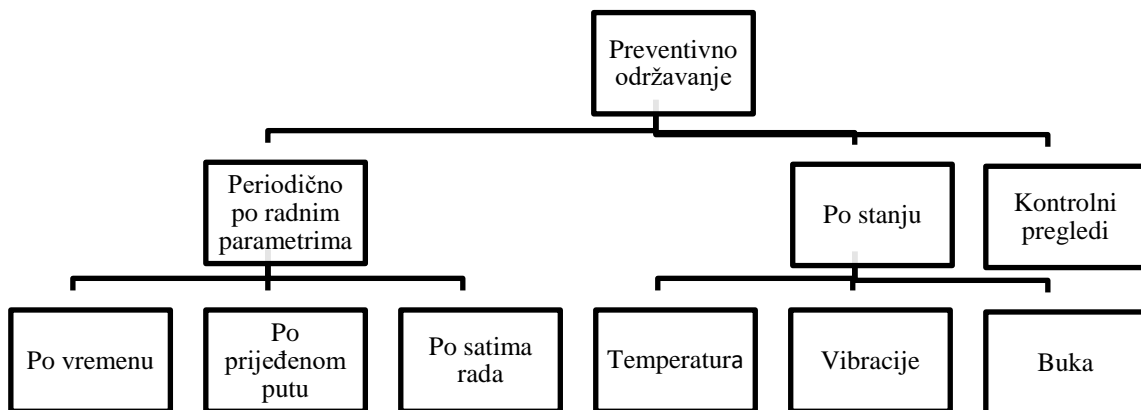 Preventivno
održavanje
Periodično
po radnim
parametrima
Po stanju
Kontrolni
pregledi
Po vremenu
Po
prijeđenom
putu
Po satima
rada
Temperatura
Vibracije
Buka